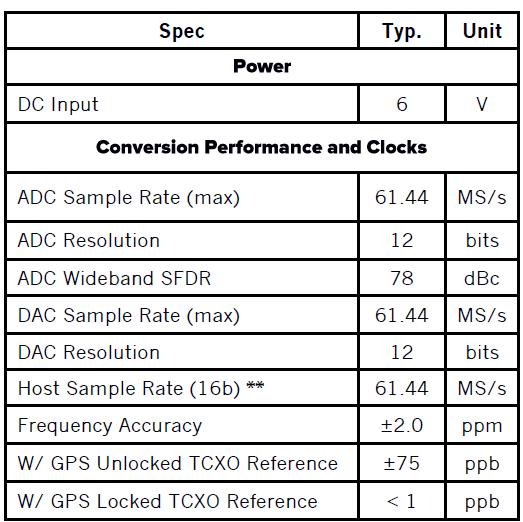 Spec Typ. Unit
Power
DC Input 6 V
Conversion Performance and Clocks
ADC Sample Rate (max) 61.44 MS/s
ADC Resolution 12 bits
ADC Wideband SFDR 78 dBc
DAC Sample Rate (max) 61.44 MS/s
DAC Resolution 12 bits
Host Sample Rate (16b) ** 61.44 MS/s
Frequency Accuracy ±2.0 ppm
W/ GPS Unlocked TCXO Reference ±75 ppb
W/ GPS Locked TCXO Reference < 1 ppb